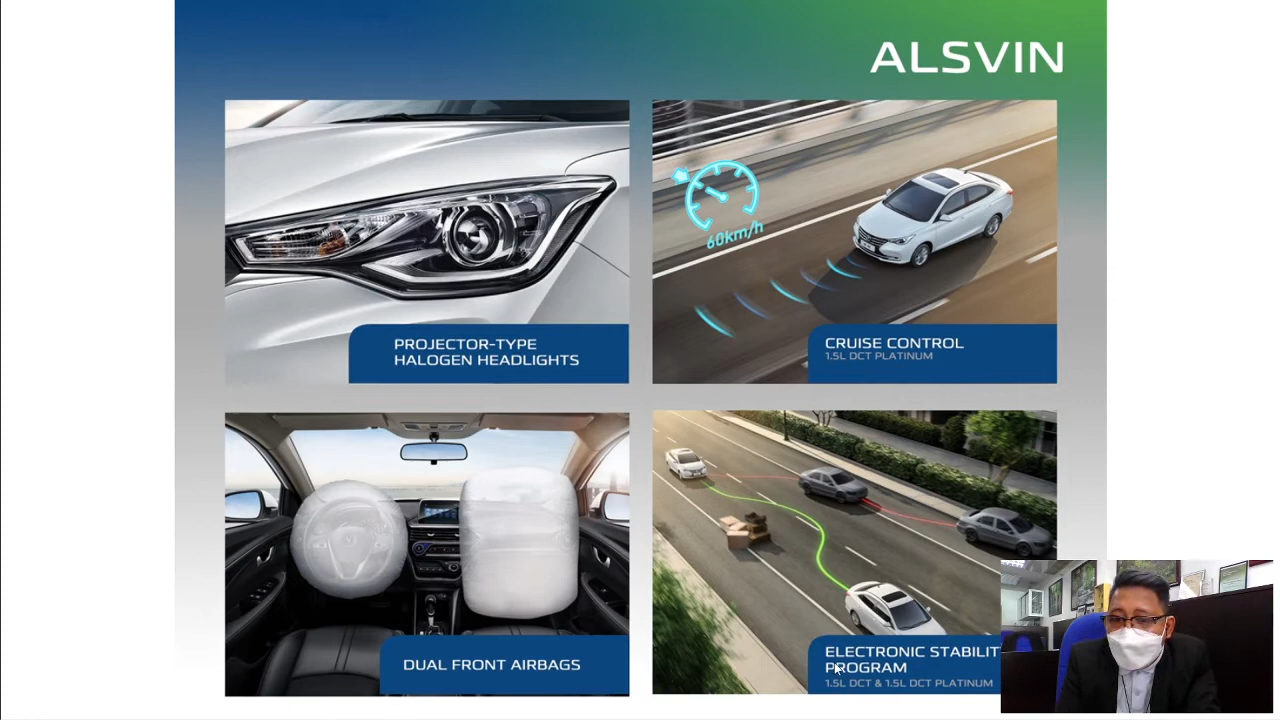 ALSVIN
60km/h
PROJECTOR-TYPE
HALOGEN HEADLIGHTS
CRUISE CONTROL
1.5L DCT PLATINUM
DUAL FRONT AIRBAGS
ELECTRONIC STABILIT
PROGRAM
1.5L DCT & 1.5L DCT PLATINUM